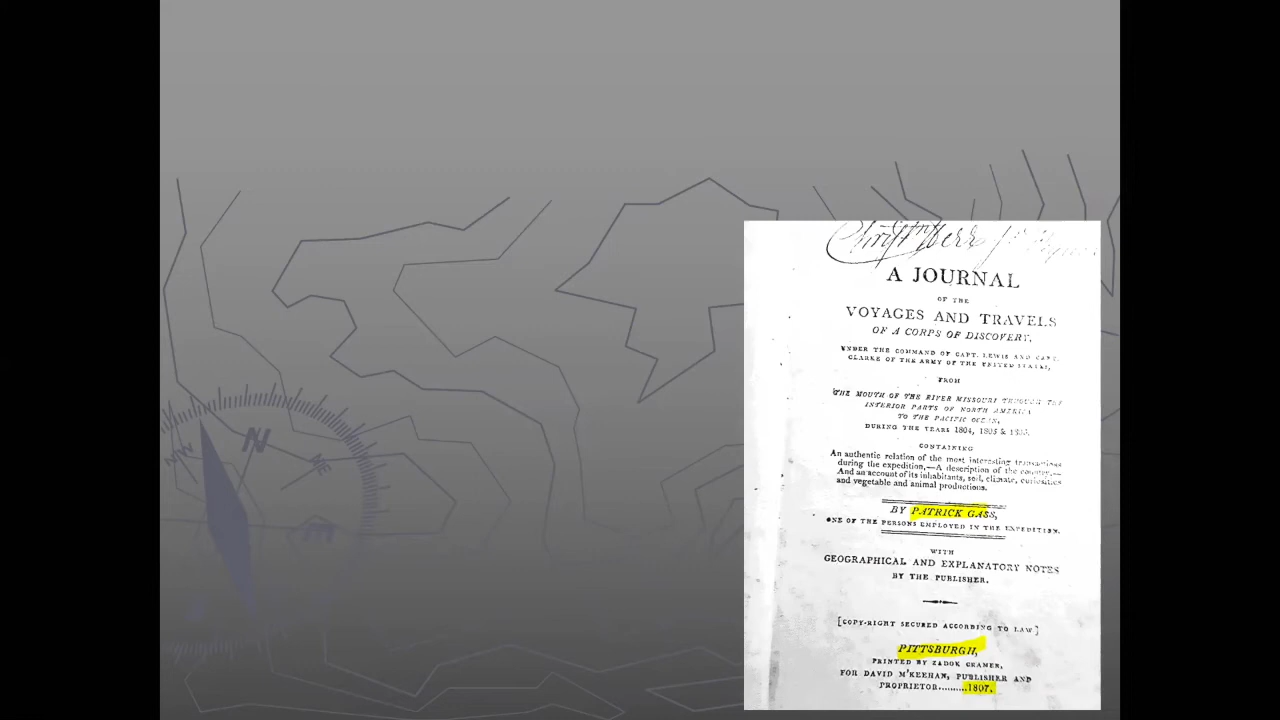 A JOURNAL
OF THE
VOYAGES AND TRAVELS
OF A CORPS OF DISCOVERY,
UNDER THE COMMAND OF CAPT. LEWIS AND CAPT.
CLARKE OF THE ARMY OF THE UNITED STATES,
FROM
THE MOUTH OF THE RIVER MISSOURI THROUGH THE
INTERIOR PARTS OF NORTH AMERICA
TO THE PACIFIC OCEAN,
DURING THE YEARS 1804, 1805 &
CONTAINING
An authentic relation of the most interesting transactions
during the expedition,—A description of the country,—
And an account of its inhabitants, soil, climate, curiosities
and vegetable and animal productions.
BY PATRICK GASS,
ONE OF THE PERSONS EMPLOYED IN THE EXPEDITION.
WITH
GEOGRAPHICAL AND EXPLANATORY NOTES
BY THE PUBLISHER.
[COPY-RIGHT SECURED ACCORDING TO LAW]
PITTSBURGH,
PRINTED BY ZADOK CRAMER,
FOR DAVID M'KEEHAN, PUBLISHER AND
PROPRIETOR..........1807.
NW
N
NE